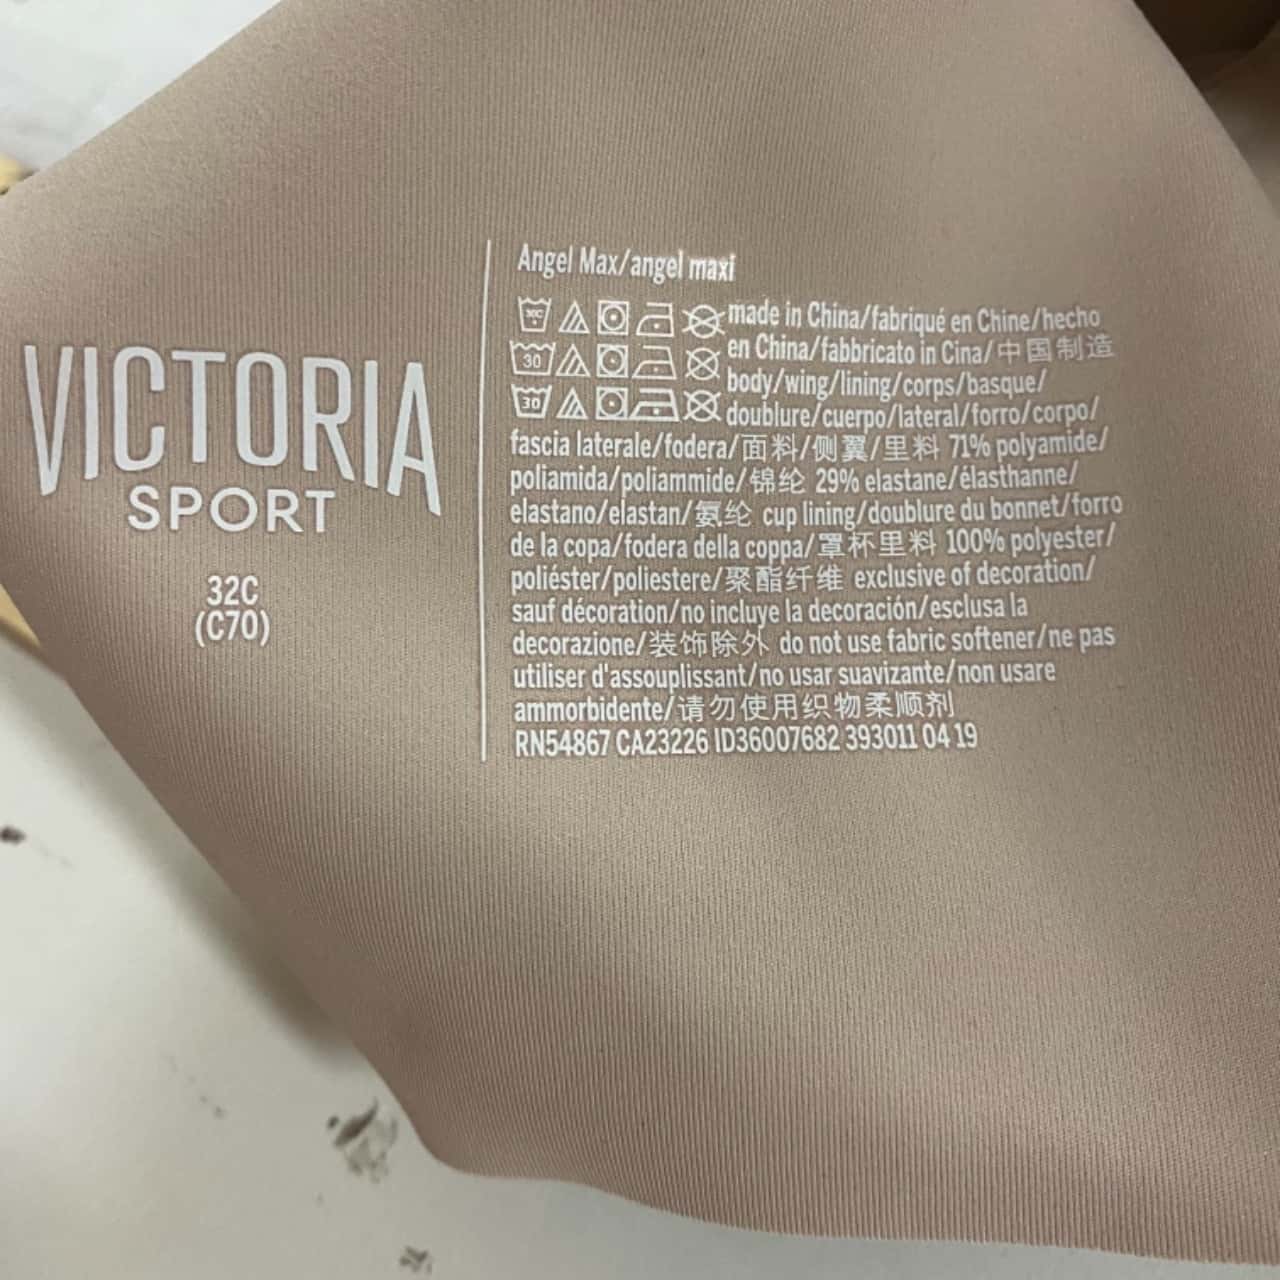 VICTORIA
SPORT
32C
(C70)
Angel Max/angel maxi
30C
made in China/fabriqué en Chine/hecho
30
en China/fabbricato in Cina/中国制造
body/wing/lining/corps/basque/
30
doublure/cuerpo/lateral/forro/corpo/
fascia laterale/fodera/面料/侧翼/里料 71% polyamide/
poliamida/poliammide/锦纶 29% elastane/élasthanne/
elastano/elastan/氨纶 cup lining/doublure du bonnet/forro
de la copa/fodera della coppa/罩杯里料 100% polyester/
poliéster/poliestere/聚酯纤维 exclusive of decoration/
sauf décoration/no incluye la decoración/esclusa la
decorazione/装饰除外 do not use fabric softener/ne pas
utiliser d'assouplissant/no usar suavizante/non usare
ammorbidente/请勿使用织物柔顺剂
RN54867 CA23226 ID36007682 393011 04 19